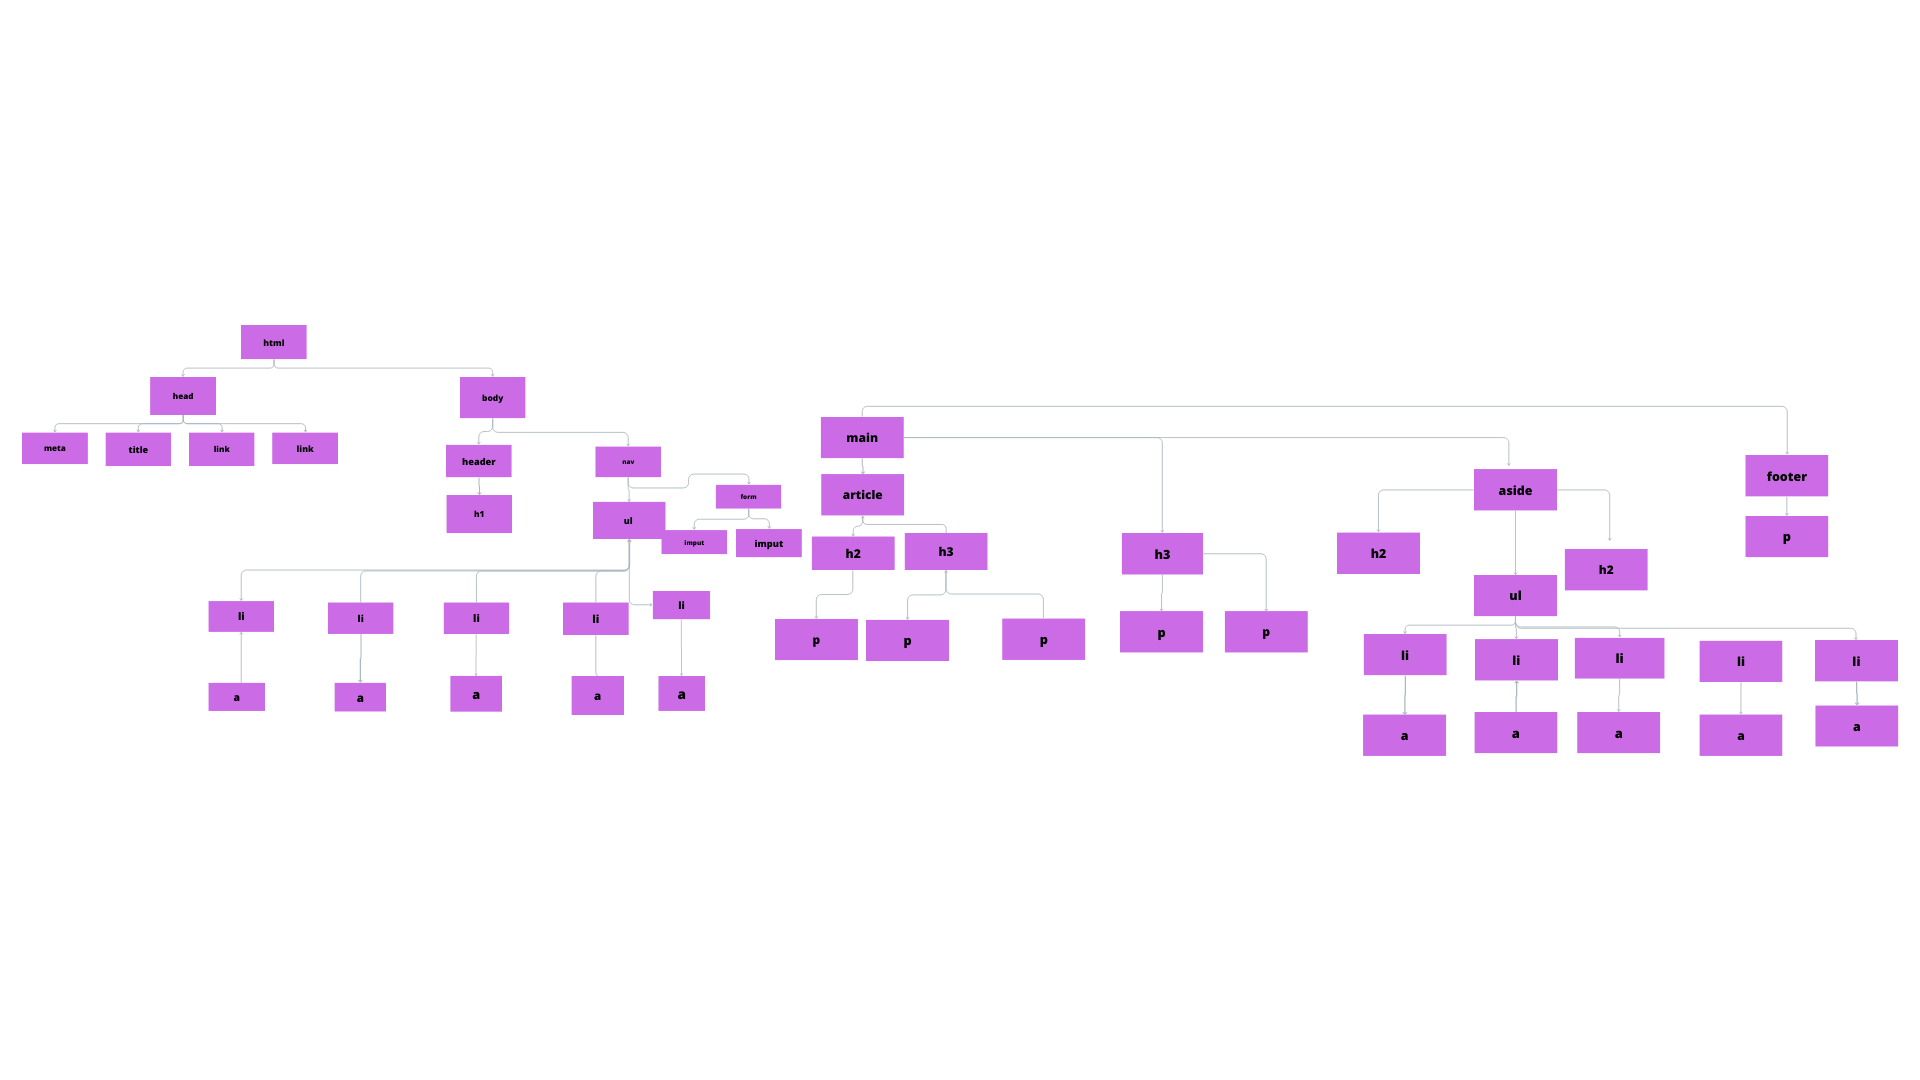 html
head
body
meta
title
link
link
header
nav
h1
ul
form
imput
imput
li
li
li
li
li
a
a
a
a
a
main
article
h2
h3
h3
p
p
p
p
p
aside
h2
ul
h2
li
li
li
li
li
a
a
a
a
a
footer
p